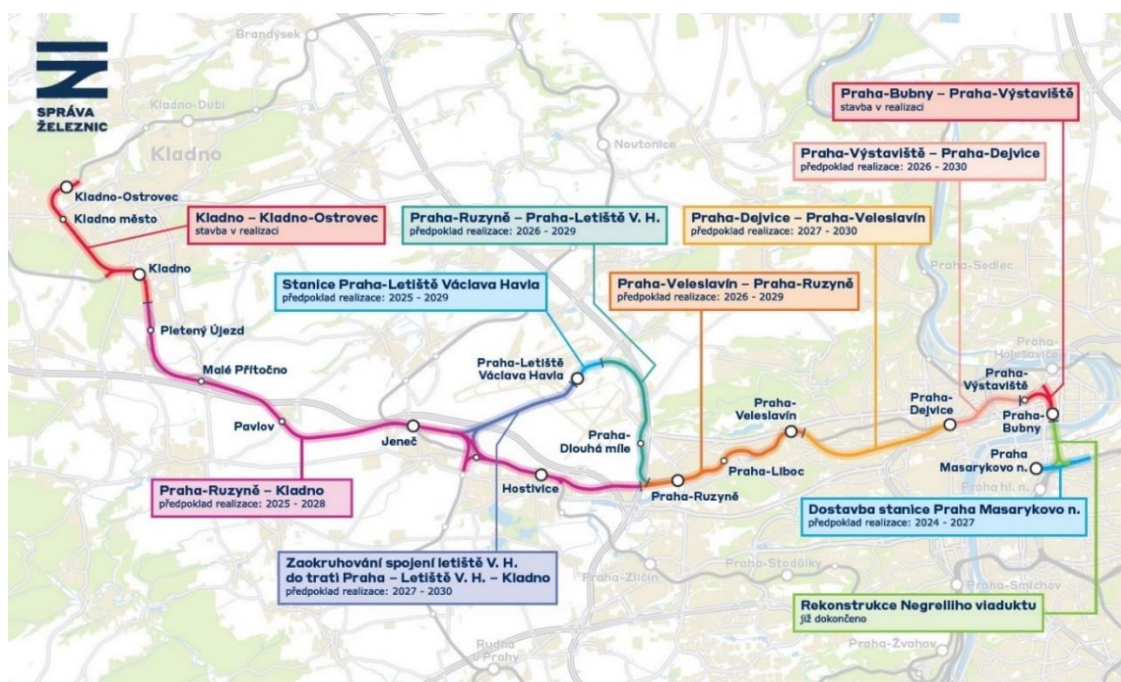 SPRÁVA
ŽELEZNIC
Brandýsek
Kladno-Dubí
Kladno
Noutonice
Kladno-Ostrovec
Kladno město
Kladno
Pletený Újezd
Malé Přítočno
Pavlov
Jeneč
Hostivice
Praha-Letiště
Václava Havla
Praha-
Dlouhá míle
Praha-Ruzyně
Praha-Liboc
Praha-
Veleslavín
Praha-
Dejvice
Praha-
Výstaviště
Praha-
Bubny
Praha
Masarykovo n.
Praha hl. n.
Praha-
Holešovice
Praha-Sedlec
Praha-Zličín
Praha-Stodůlky
Praha-Smíchov
Praha-Žvahov
Rudná
u Prahy
Praha-Bubny – Praha-Výstaviště
stavba v realizaci
Praha-Výstaviště – Praha-Dejvice
předpoklad realizace: 2026 - 2030
Kladno – Kladno-Ostrovec
stavba v realizaci
Praha-Ruzyně – Praha-Letiště V. H.
předpoklad realizace: 2026 - 2029
Praha-Dejvice – Praha-Veleslavín
předpoklad realizace: 2027 - 2030
Stanice Praha-Letiště Václava Havla
předpoklad realizace: 2025 - 2029
Praha-Veleslavín – Praha-Ruzyně
předpoklad realizace: 2026 - 2029
Praha-Ruzyně – Kladno
předpoklad realizace: 2025 - 2028
Dostavba stanice Praha Masarykovo n.
předpoklad realizace: 2024 - 2027
Zaokruhování spojení letiště V. H.
do trati Praha – Letiště V. H. – Kladno
předpoklad realizace: 2027 - 2030
Rekonstrukce Negrelliho viaduktu
již dokončeno